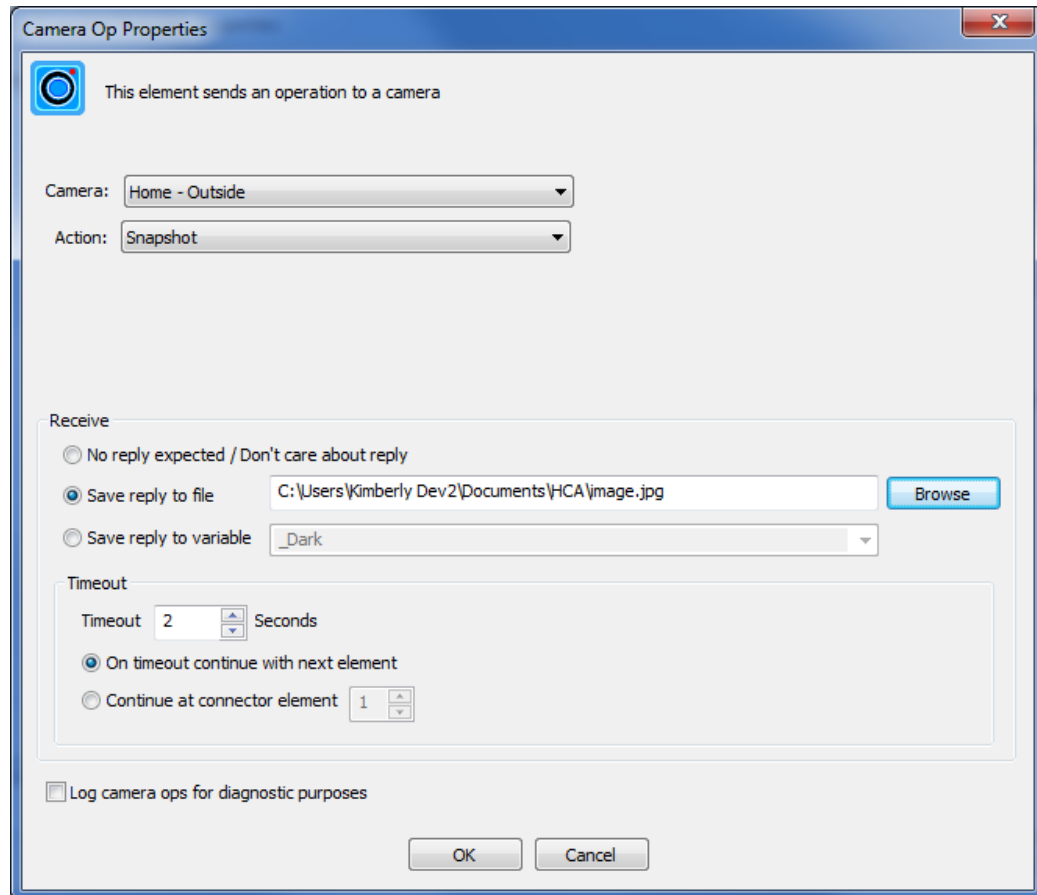 Camera Op Properties
This element sends an operation to a camera
Camera: Home - Outside
Action: Snapshot
Receive
No reply expected / Don't care about reply
Save reply to file C:\Users\Kimberly Dev2\Documents\HCA\image.jpg Browse
Save reply to variable _Dark
Timeout
Timeout 2 Seconds
On timeout continue with next element
Continue at connector element 1
Log camera ops for diagnostic purposes
OK Cancel